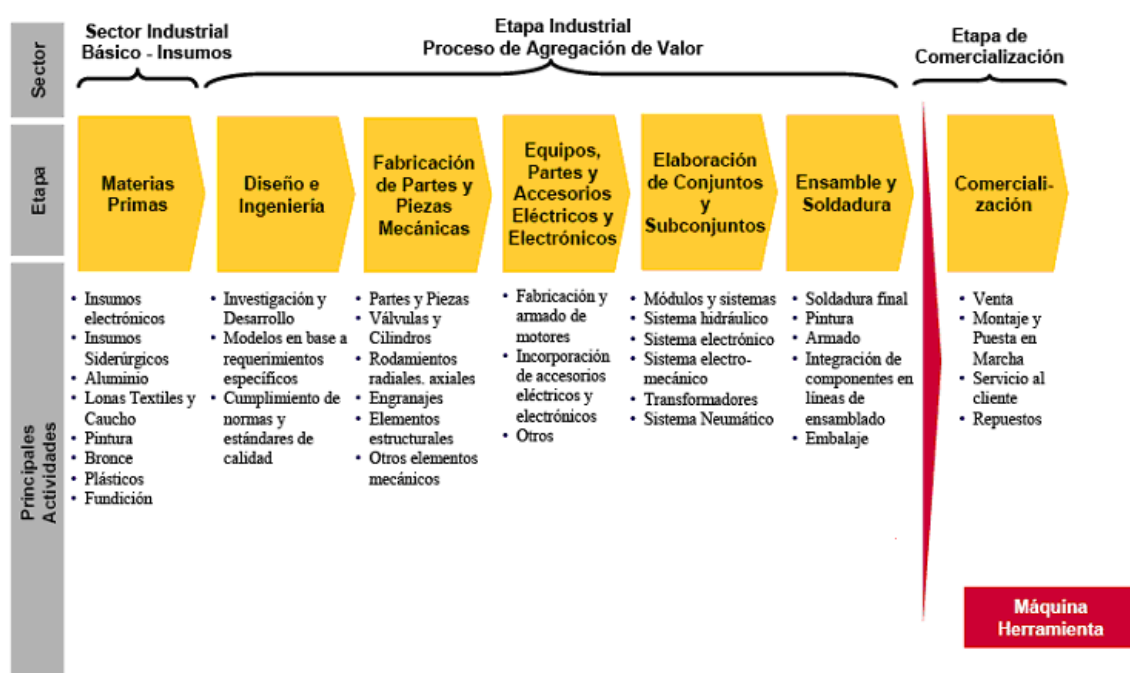 Sector
Sector Industrial
Básico - Insumos
Etapa Industrial
Proceso de Agregación de Valor
Etapa de
Comercialización
Etapa
Materias
Primas
Diseño e
Ingeniería
Fabricación
de Partes y
Piezas
Mecánicas
Equipos,
Partes y
Accesorios
Eléctricos y
Electrónicos
Elaboración
de Conjuntos
y
Subconjuntos
Ensamble y
Soldadura
Comerciali-
zación
Principales
Actividades
• Insumos
electrónicos
• Insumos
Siderúrgicos
• Aluminio
• Lonas Textiles y
Caucho
• Pintura
• Bronce
• Plásticos
• Fundición
• Investigación y
Desarrollo
• Modelos en base a
requerimientos
específicos
• Cumplimiento de
normas y
estándares de
calidad
• Partes y Piezas
• Válvulas y
Cilindros
• Rodamientos
radiales. axiales
• Engranajes
• Elementos
estructurales
• Otros elementos
mecánicos
• Fabricación y
armado de
motores
• Incorporación
de accesorios
eléctricos y
electrónicos
• Otros
• Módulos y sistemas
• Sistema hidráulico
• Sistema electrónico
• Sistema electro-
mecánico
• Transformadores
• Sistema Neumático
• Soldadura final
• Pintura
• Armado
• Integración de
componentes en
líneas de
ensamblado
• Embalaje
• Venta
• Montaje y
Puesta en
Marcha
• Servicio al
cliente
• Repuestos
Máquina
Herramienta